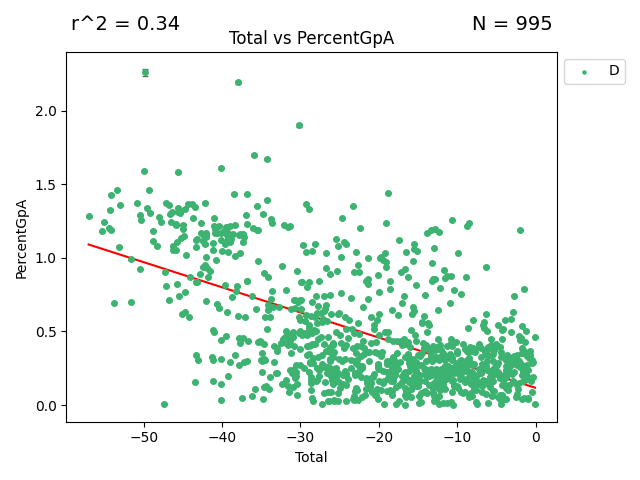 r^2 = 0.34
N = 995
Total vs PercentGpA
D
PercentGpA
2.0
1.5
1.0
0.5
0.0
−50
−40
−30
−20
−10
0
Total